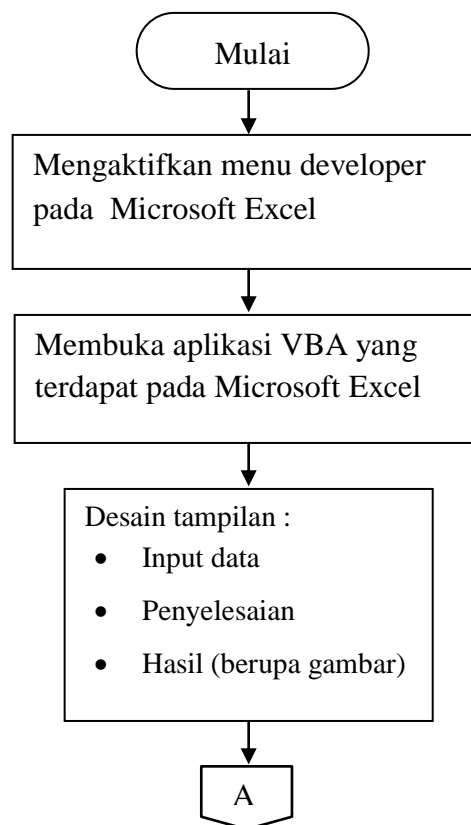 Mulai
Mengaktifkan menu developer
pada Microsoft Excel
Membuka aplikasi VBA yang
terdapat pada Microsoft Excel
Desain tampilan :
• Input data
• Penyelesaian
• Hasil (berupa gambar)
A